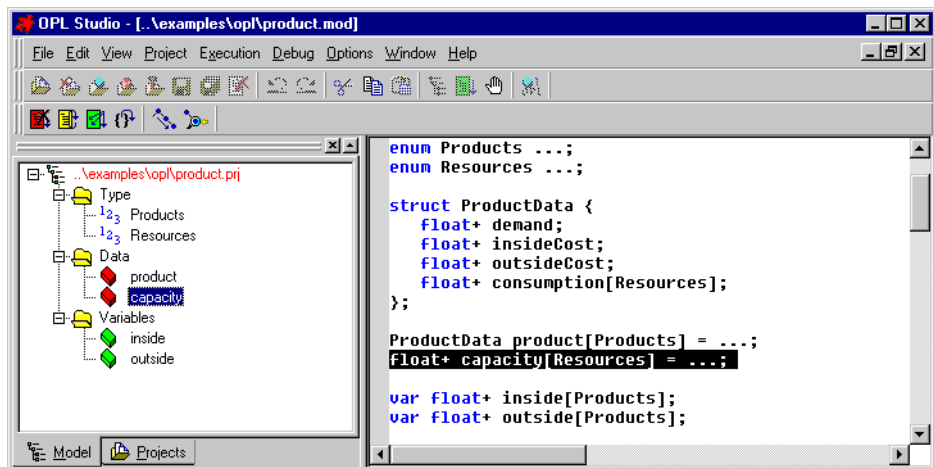 OPL Studio - [..\examples\opl\product.mod]
File Edit View Project Execution Debug Options Window Help
..\examples\opl\product.prj
Type
123 Products
123 Resources
Data
product
capacity
Variables
inside
outside
Model Projects
enum Products ...;
enum Resources ...;
struct ProductData {
float+ demand;
float+ insideCost;
float+ outsideCost;
float+ consumption[Resources];
};
ProductData product[Products] = ...;
float+ capacity[Resources] = ...;
var float+ inside[Products];
var float+ outside[Products];